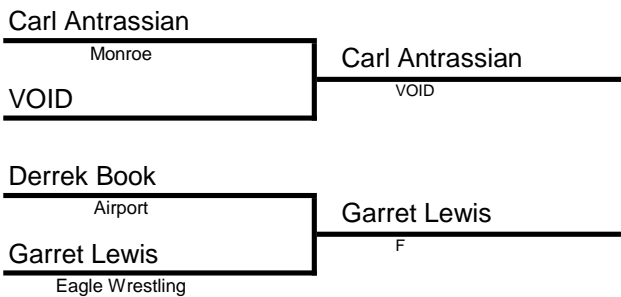 Carl Antrassian
Monroe
VOID
Carl Antrassian
VOID
Derrek Book
Airport
Garret Lewis
Eagle Wrestling
Garret Lewis
F